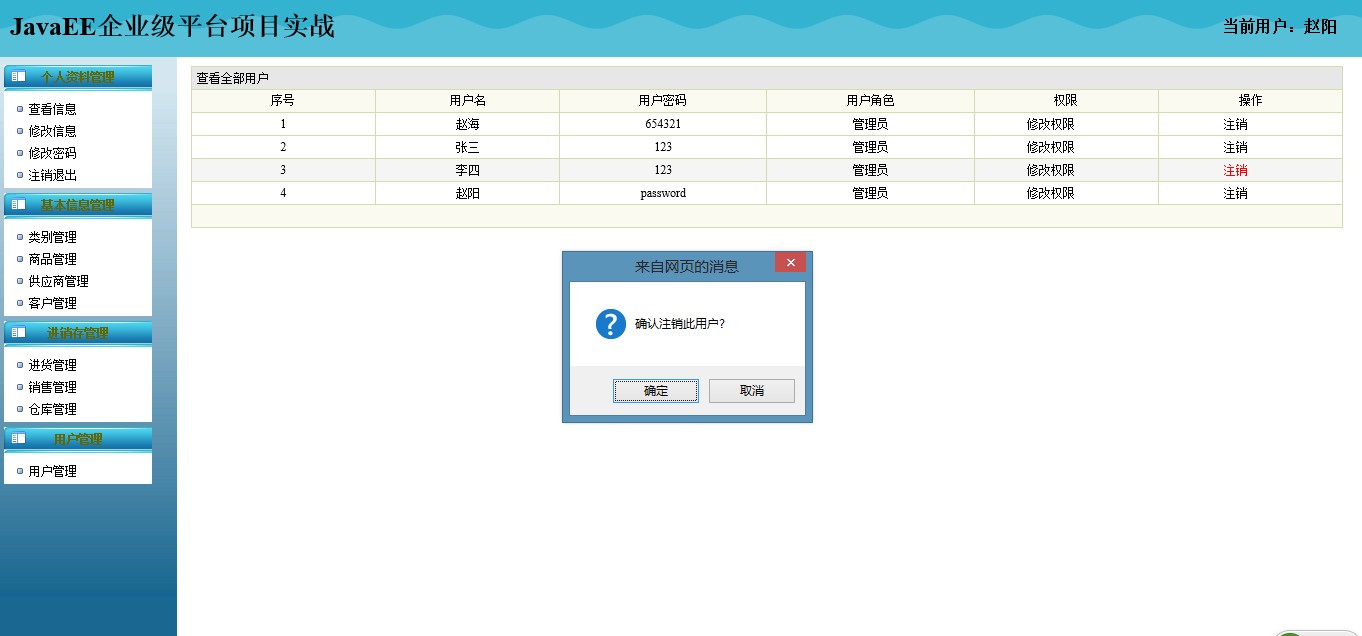 JavaEE企业级平台项目实战
当前用户：赵阳
个人资料管理
查看信息
修改信息
修改密码
注销退出
基本信息管理
类别管理
商品管理
供应商管理
客户管理
进销存管理
进货管理
销售管理
仓库管理
用户管理
用户管理
查看全部用户
序号 用户名 用户密码 用户角色 权限 操作
1 赵海 654321 管理员 修改权限 注销
2 张三 123 管理员 修改权限 注销
3 李四 123 管理员 修改权限 注销
4 赵阳 password 管理员 修改权限 注销
来自网页的消息
确认注销此用户?
确定 取消